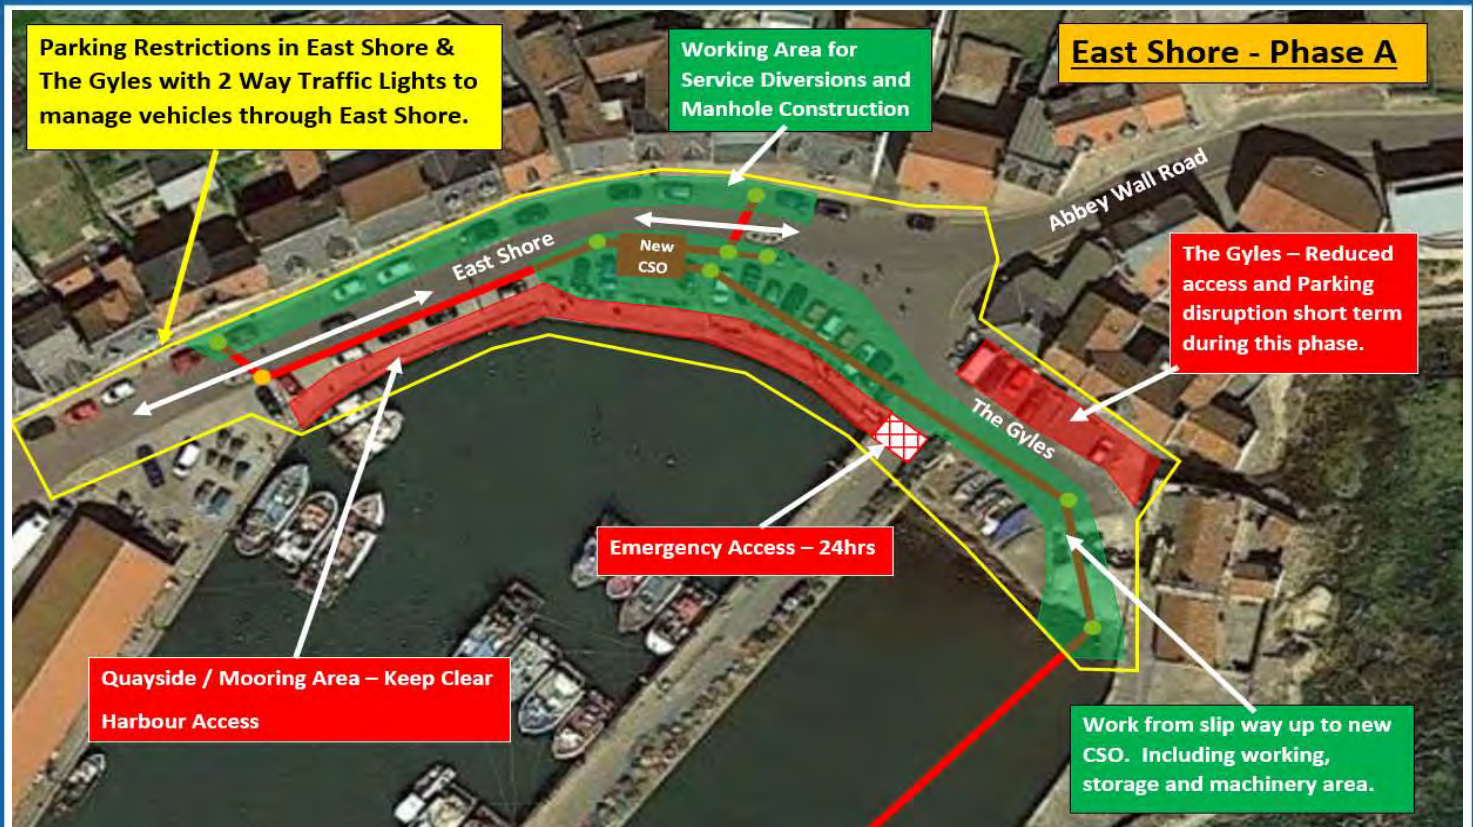 Parking Restrictions in East Shore &
The Gyles with 2 Way Traffic Lights to
manage vehicles through East Shore.
Working Area for
Service Diversions and
Manhole Construction
East Shore - Phase A
Abbey Wall Road
East Shore
New
CSO
The Gyles – Reduced
access and Parking
disruption short term
during this phase.
The Gyles
Emergency Access – 24hrs
Quayside / Mooring Area – Keep Clear
Harbour Access
Work from slip way up to new
CSO. Including working,
storage and machinery area.